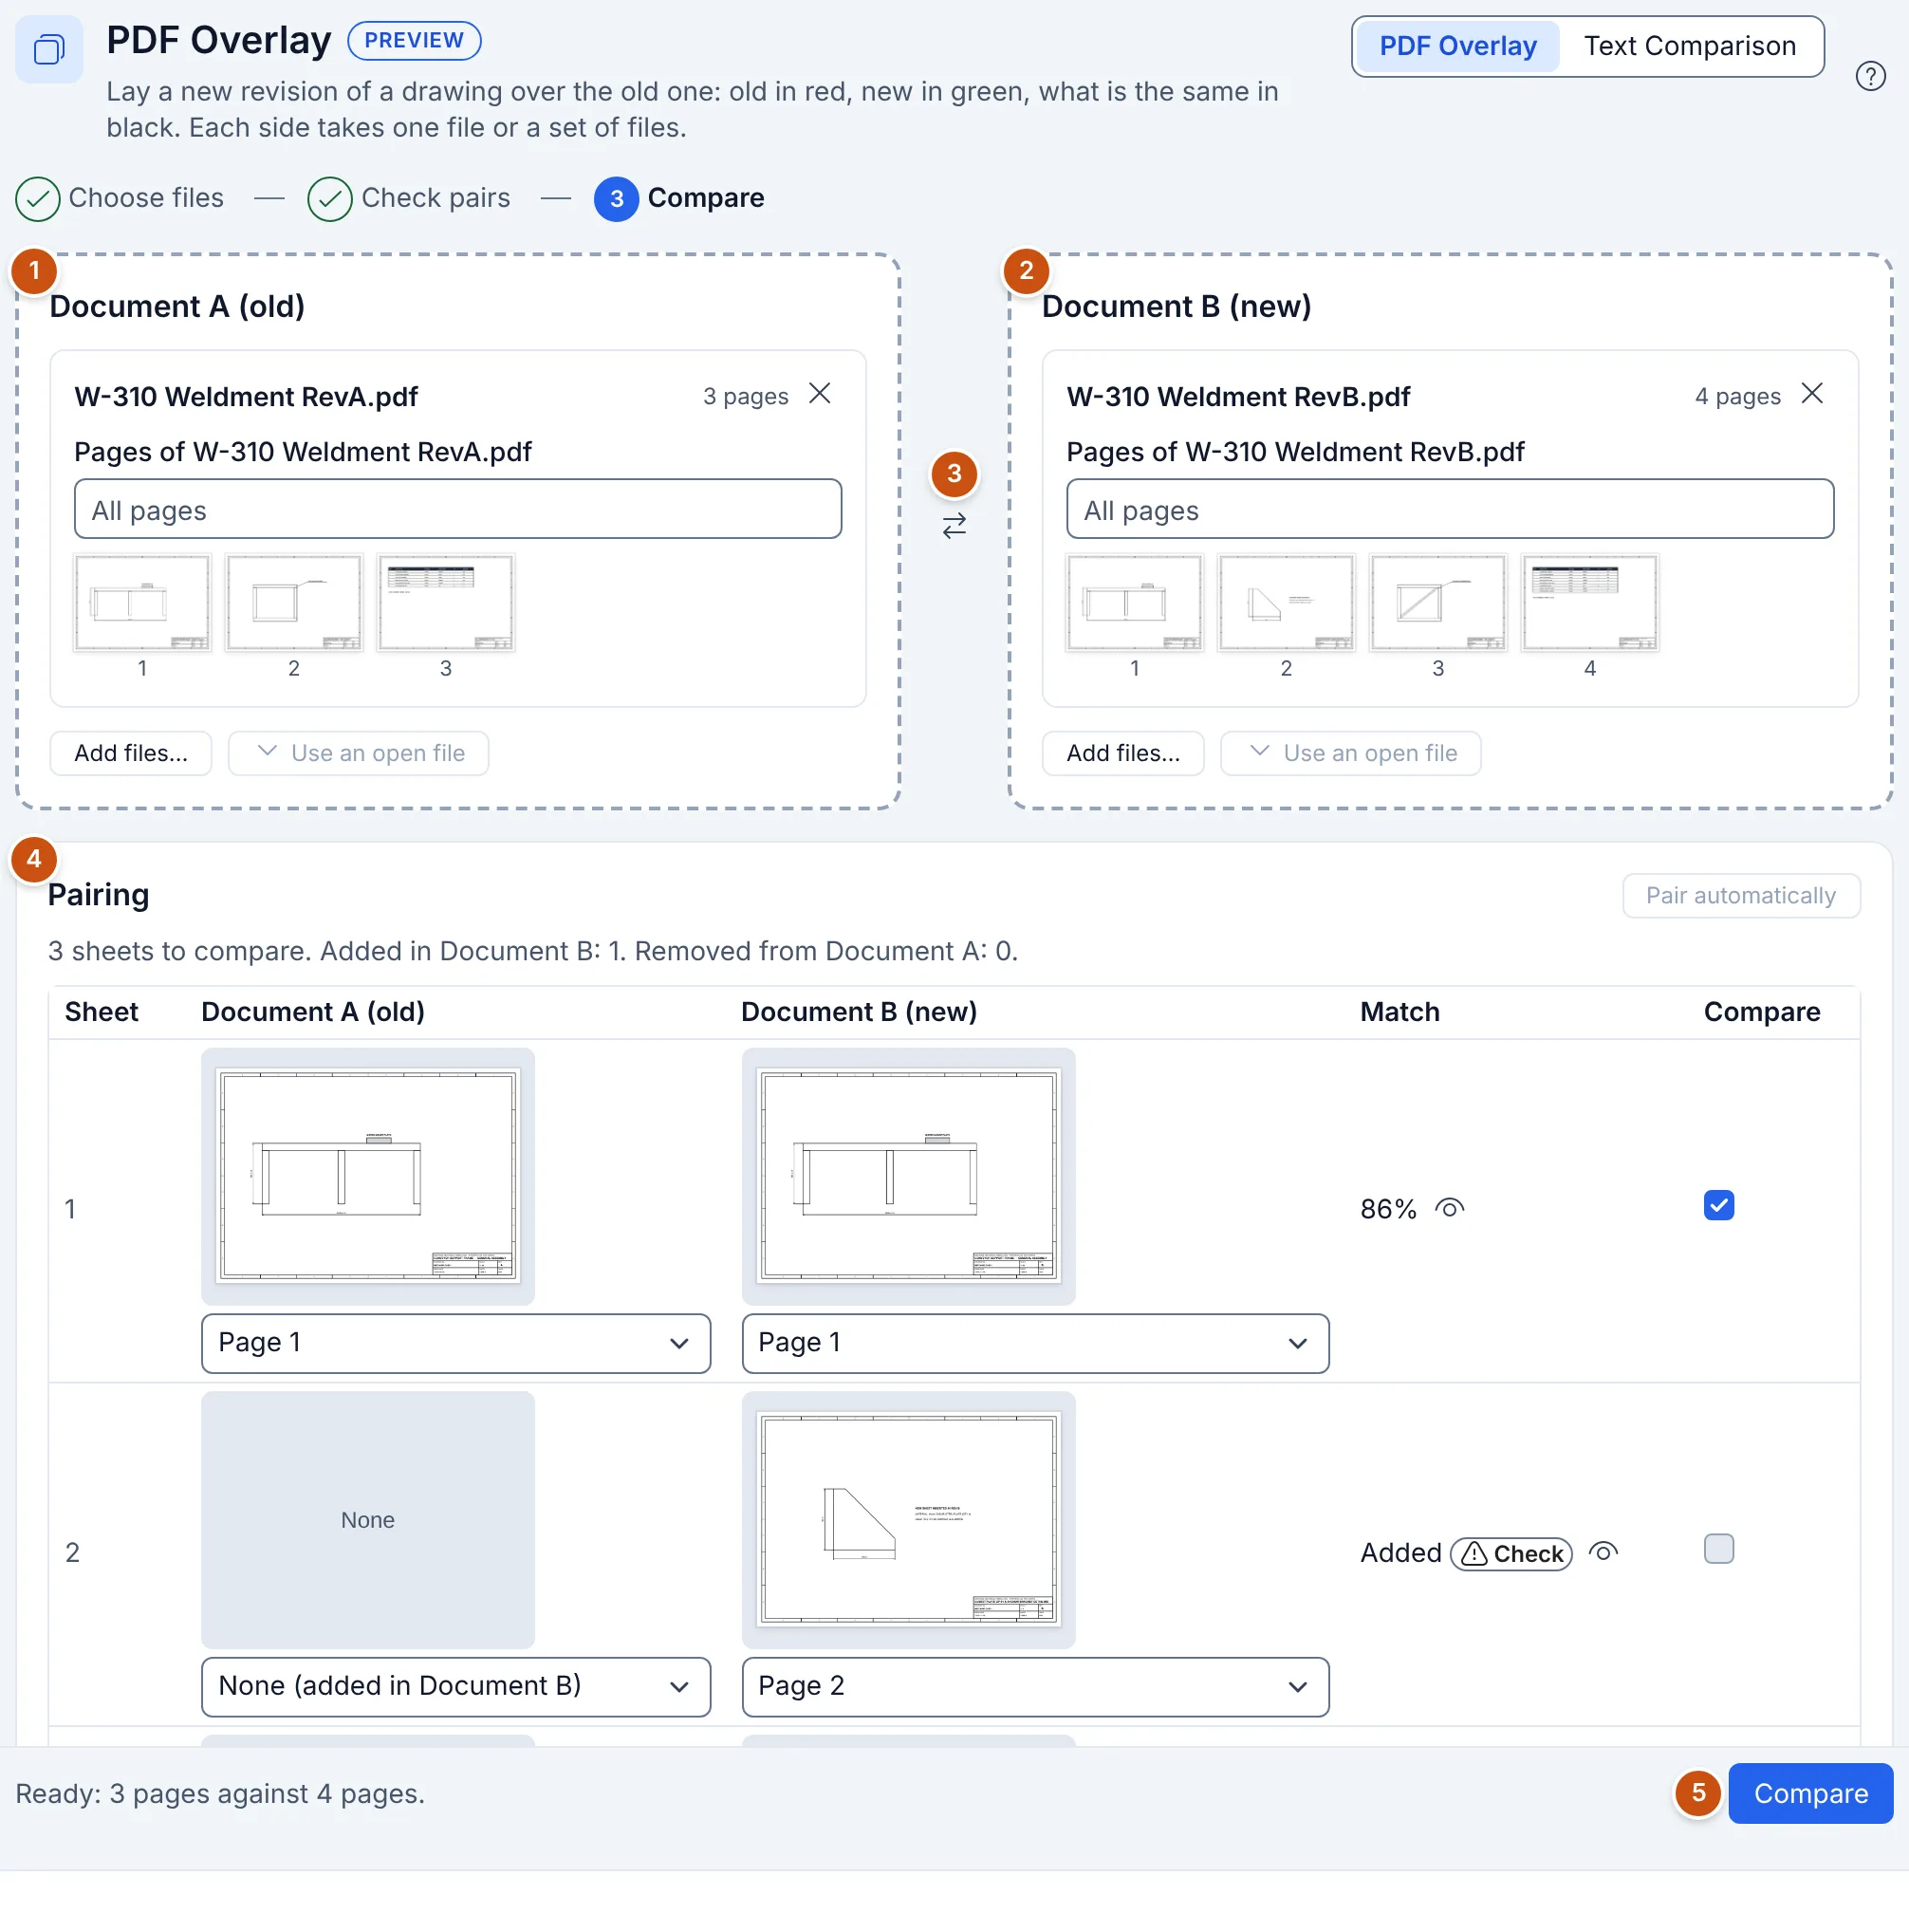 PDF Overlay PREVIEW
PDF Overlay Text Comparison
Lay a new revision of a drawing over the old one: old in red, new in green, what is the same in
black. Each side takes one file or a set of files.
Choose files — Check pairs — 3 Compare
1
Document A (old)
W-310 Weldment RevA.pdf 3 pages
Pages of W-310 Weldment RevA.pdf
All pages
1 2 3
Add files... Use an open file
3
2
Document B (new)
W-310 Weldment RevB.pdf 4 pages
Pages of W-310 Weldment RevB.pdf
All pages
1 2 3 4
Add files... Use an open file
4
Pairing Pair automatically
3 sheets to compare. Added in Document B: 1. Removed from Document A: 0.
Sheet Document A (old) Document B (new) Match Compare
1 86%
Page 1 Page 1
None
2 Added Check
None (added in Document B) Page 2
Ready: 3 pages against 4 pages. 5 Compare